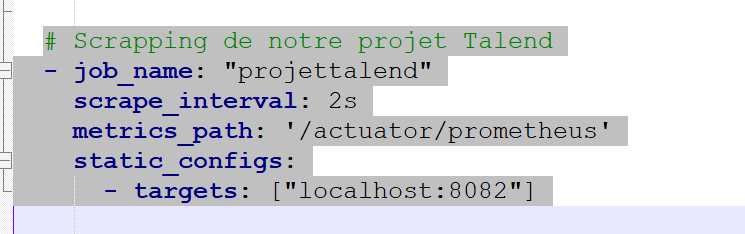 # Scrapping de notre projet Talend
- job_name: "projettalend"
scrape_interval: 2s
metrics_path: '/actuator/prometheus'
static_configs:
- targets: ["localhost:8082"]